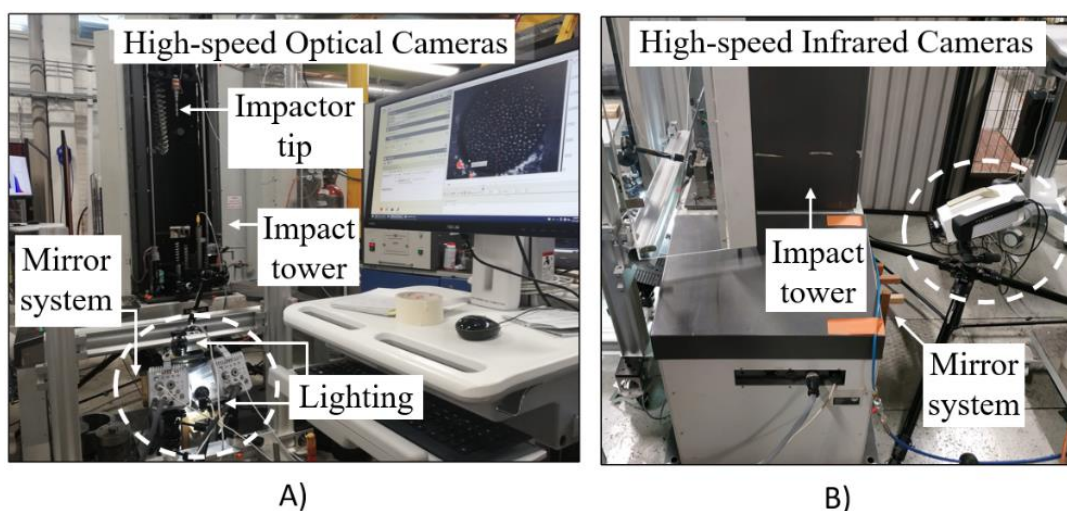 High-speed Optical Cameras
Impactor
tip
Impact
tower
Mirror
system
Lighting
A)
High-speed Infrared Cameras
Impact
tower
Mirror
system
B)